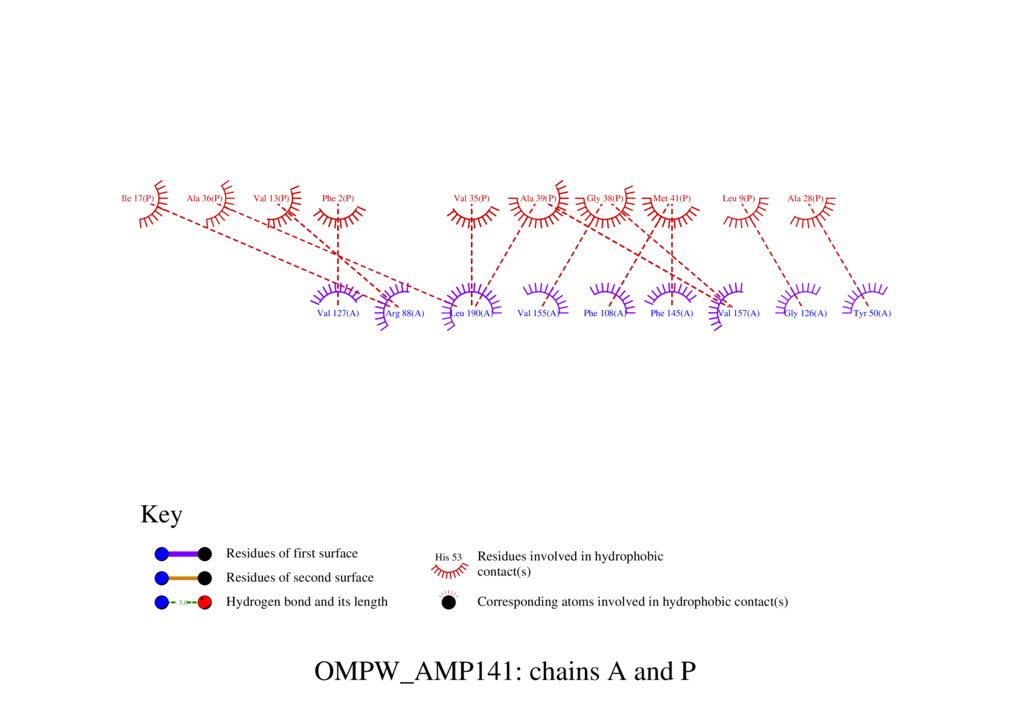 Ile 17(P) Ala 36(P) Val 13(P) Phe 2(P) Val 35(P) Ala 39(P) Gly 38(P) Met 41(P) Leu 9(P) Ala 28(P)
Val 127(A) Arg 88(A) Leu 190(A) Val 155(A) Phe 108(A) Phe 145(A) Val 157(A) Gly 126(A) Tyr 50(A)
Key
Residues of first surface
Residues of second surface
3.0
Hydrogen bond and its length
His 53
Residues involved in hydrophobic
contact(s)
Corresponding atoms involved in hydrophobic contact(s)
OMPW_AMP141: chains A and P